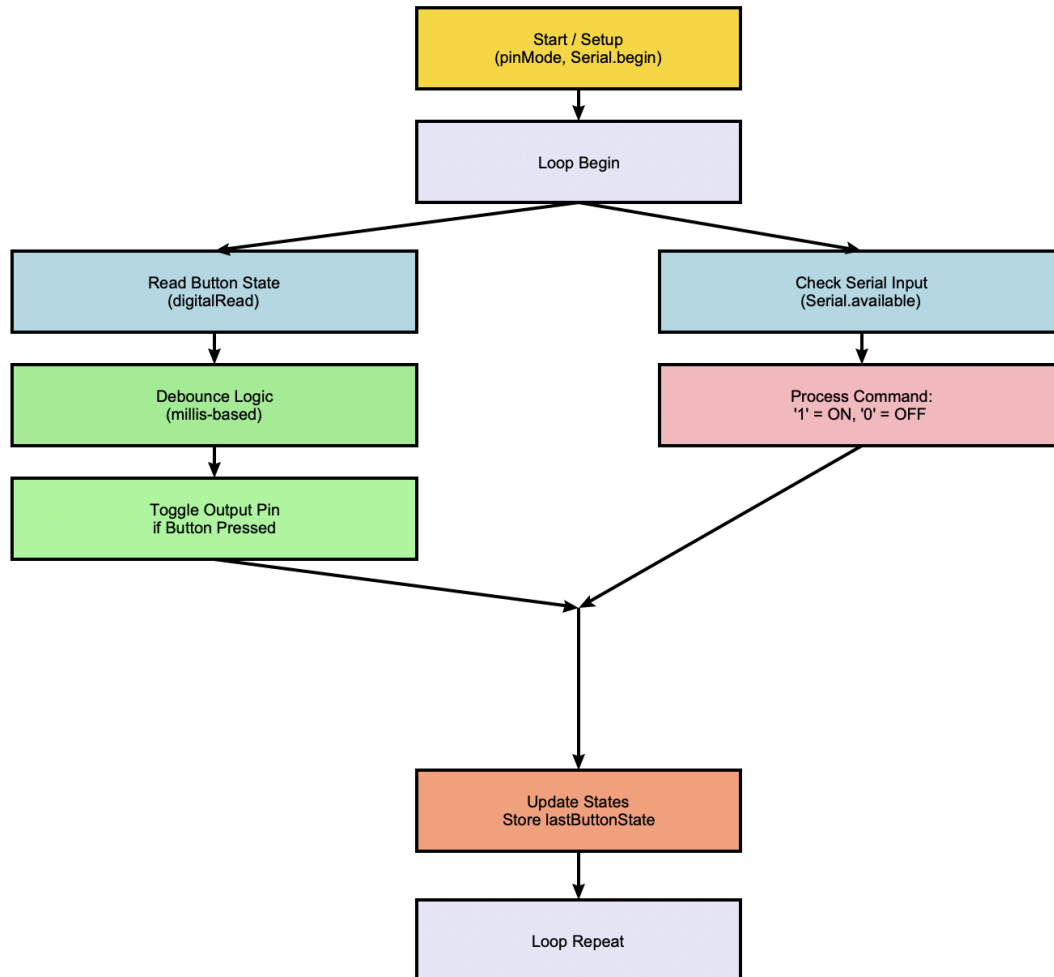 Start / Setup
(pinMode, Serial.begin)
Loop Begin
Read Button State
(digitalRead)
Check Serial Input
(Serial.available)
Debounce Logic
(millis-based)
Process Command:
'1' = ON, '0' = OFF
Toggle Output Pin
if Button Pressed
Update States
Store lastButtonState
Loop Repeat